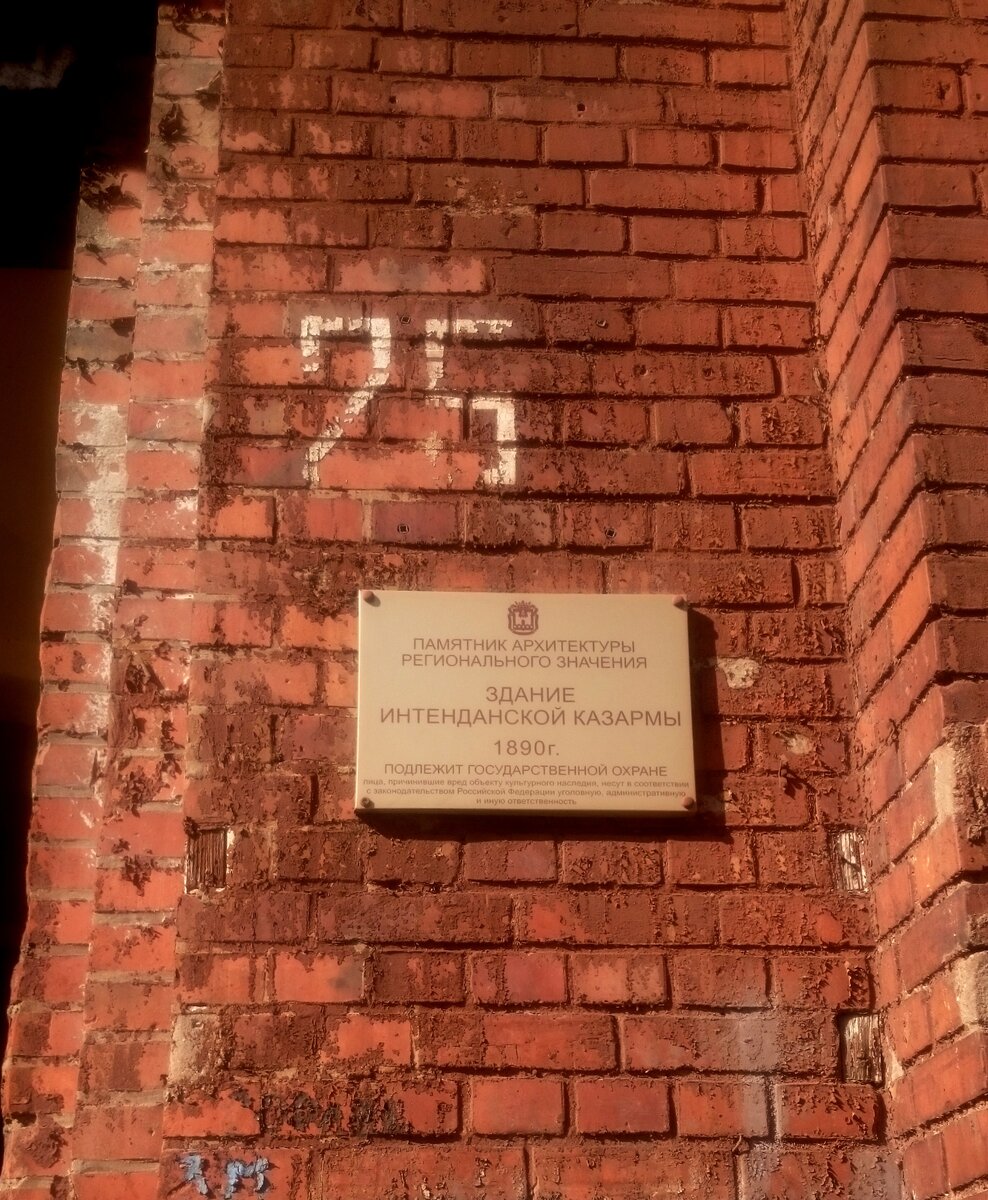 25
ПАМЯТНИК АРХИТЕКТУРЫ
РЕГИОНАЛЬНОГО ЗНАЧЕНИЯ
ЗДАНИЕ
ИНТЕНДАНСКОЙ КАЗАРМЫ
1890г.
ПОДЛЕЖИТ ГОСУДАРСТВЕННОЙ ОХРАНЕ
лица, причинившие вред объекту культурного наследия, несут в соответствии
с законодательством Российской Федерации уголовную, административную
и иную ответственность